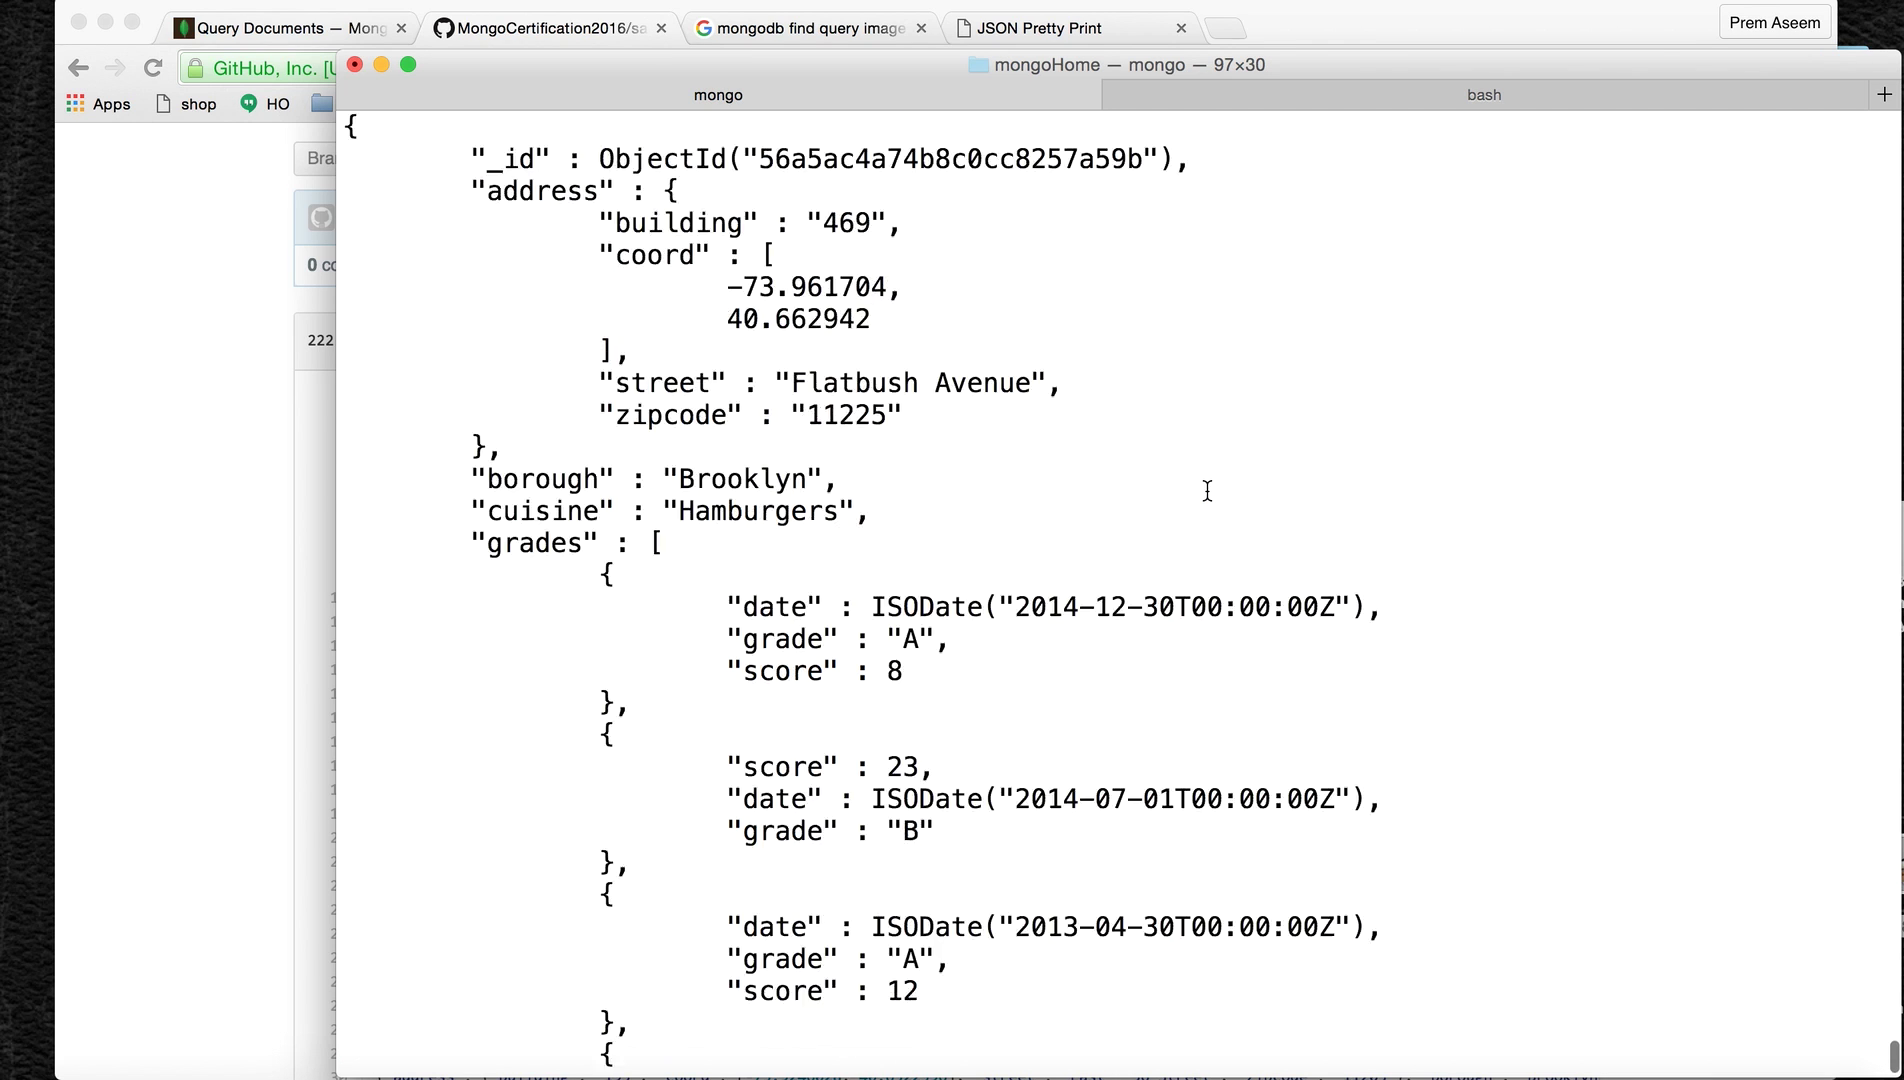 Query Documents — Mong
MongoCertification2016/sa
mongodb find query image
JSON Pretty Print
Prem Aseem
GitHub, Inc. [U
mongoHome — mongo — 97×30
Apps
shop
HO
mongo
bash
{
"_id" : ObjectId("56a5ac4a74b8c0cc8257a59b"),
Bra
"address" : {
"building" : "469",
"coord" : [
0 co
-73.961704,
40.662942
222
],
"street" : "Flatbush Avenue",
"zipcode" : "11225"
},
"borough" : "Brooklyn",
"cuisine" : "Hamburgers",
"grades" : [
{
"date" : ISODate("2014-12-30T00:00:00Z"),
"grade" : "A",
"score" : 8
},
{
"score" : 23,
"date" : ISODate("2014-07-01T00:00:00Z"),
"grade" : "B"
},
{
"date" : ISODate("2013-04-30T00:00:00Z"),
"grade" : "A",
"score" : 12
},
{